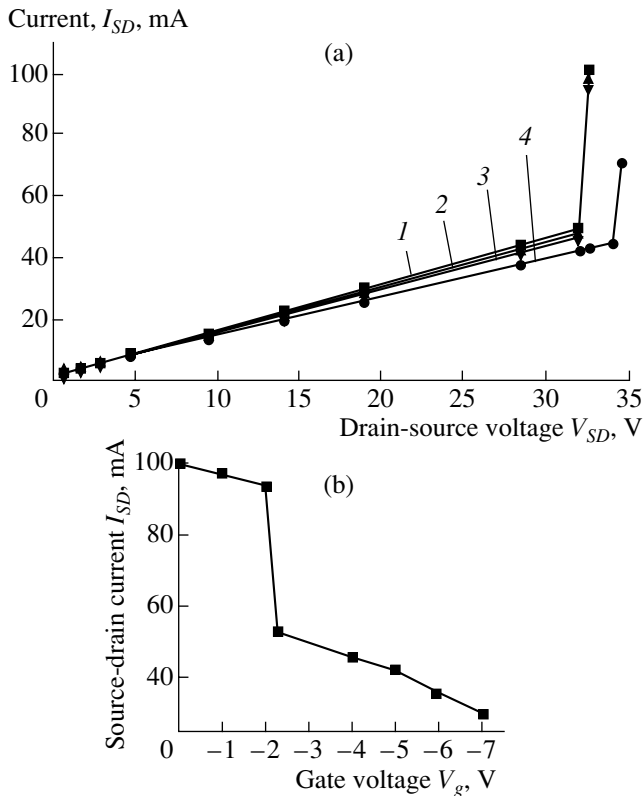 Current, I_SD, mA
(a)
100
80
60
40
20
0
1
2
3
4
5 10 15 20 25 30 35
Drain-source voltage V_SD, V
(b)
Source-drain current I_SD, mA
100
80
60
40
0 –1 –2 –3 –4 –5 –6 –7
Gate voltage V_g, V